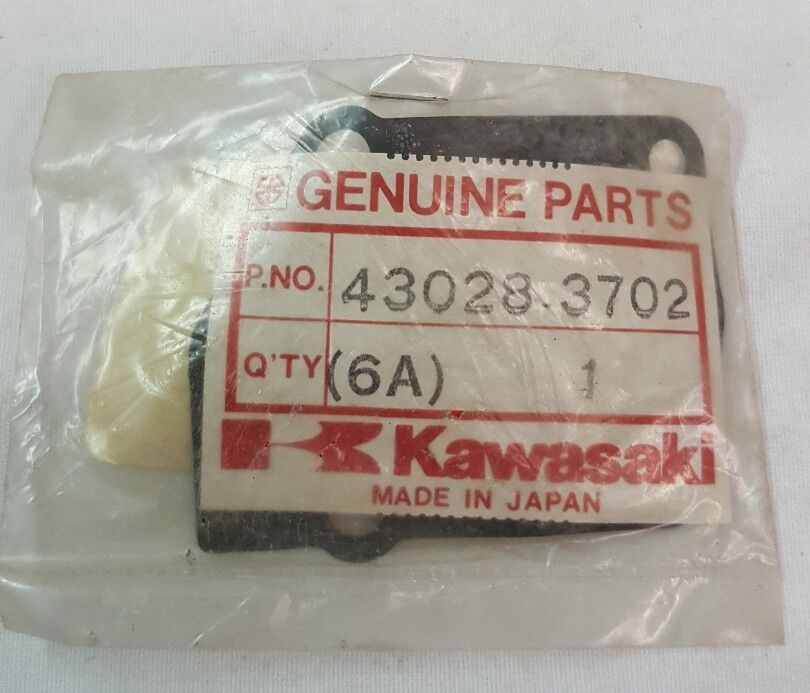 GENUINE PARTS
P.NO. 43028-3702
Q'TY (6A) 1
Kawasaki
MADE IN JAPAN